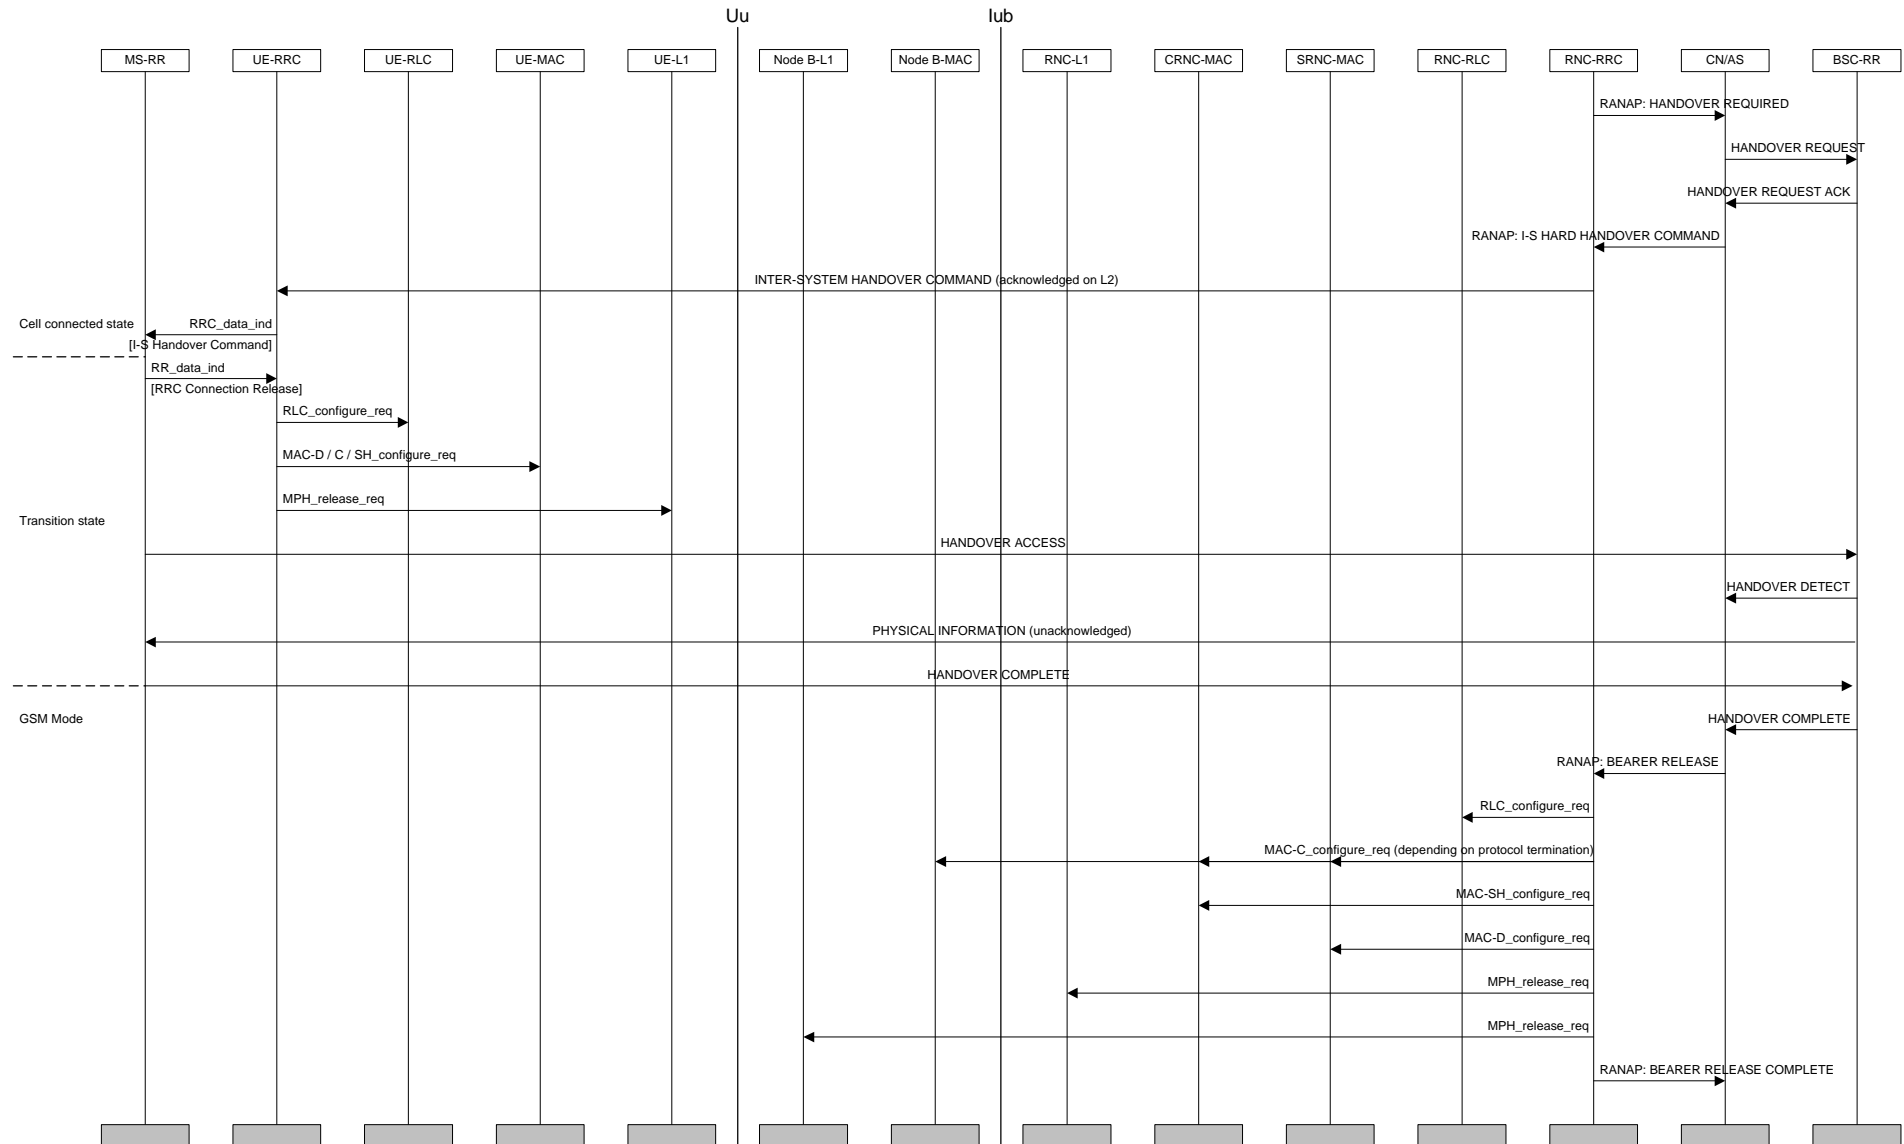 Uu
Iub
MS-RR
UE-RRC
UE-RLC
UE-MAC
UE-L1
Node B-L1
Node B-MAC
RNC-L1
CRNC-MAC
SRNC-MAC
RNC-RLC
RNC-RRC
CN/AS
BSC-RR
RANAP: HANDOVER REQUIRED
HANDOVER REQUEST
HANDOVER REQUEST ACK
RANAP: I-S HARD HANDOVER COMMAND
INTER-SYSTEM HANDOVER COMMAND (acknowledged on L2)
Cell connected state
RRC_data_ind
[I-S Handover Command]
RR_data_ind
[RRC Connection Release]
RLC_configure_req
MAC-D / C / SH_configure_req
MPH_release_req
Transition state
HANDOVER ACCESS
HANDOVER DETECT
PHYSICAL INFORMATION (unacknowledged)
HANDOVER COMPLETE
GSM Mode
HANDOVER COMPLETE
RANAP: BEARER RELEASE
RLC_configure_req
MAC-C_configure_req (depending on protocol termination)
MAC-SH_configure_req
MAC-D_configure_req
MPH_release_req
MPH_release_req
RANAP: BEARER RELEASE COMPLETE